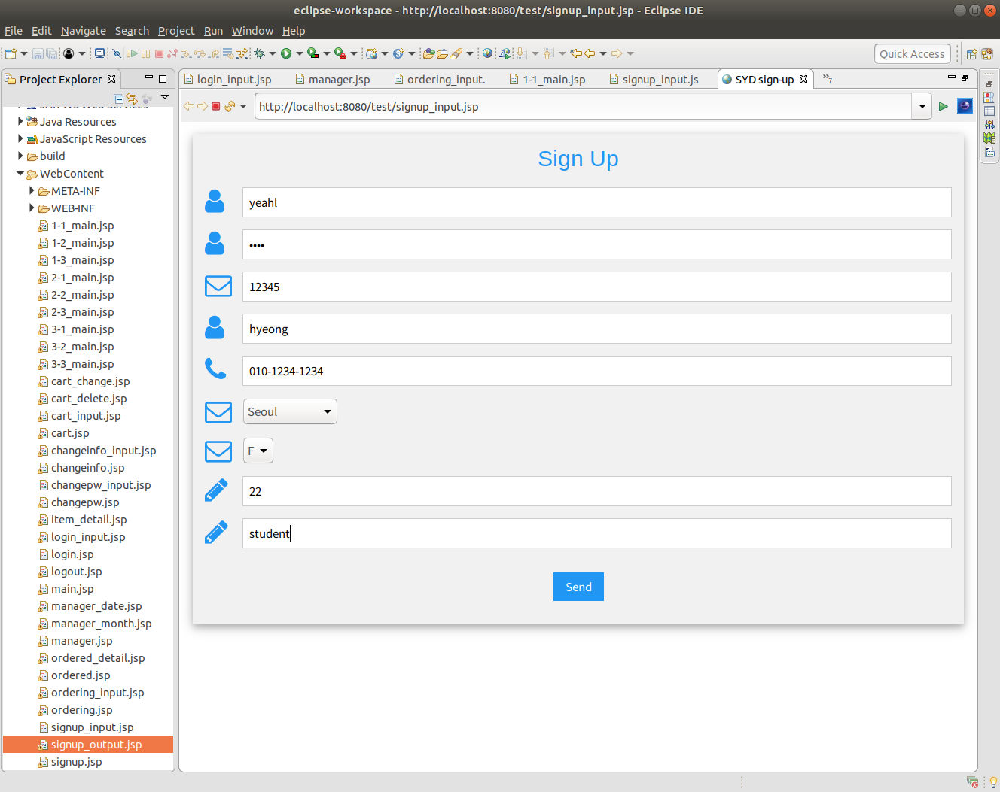 eclipse-workspace - http://localhost:8080/test/signup_input.jsp - Eclipse IDE
File Edit Navigate Search Project Run Window Help
Quick Access
Project Explorer
login_input.jsp manager.jsp ordering_input. 1-1_main.jsp signup_input.js SYD sign-up »7
http://localhost:8080/test/signup_input.jsp
JAX-WS Web Services
Java Resources
JavaScript Resources
build
WebContent
META-INF
WEB-INF
1-1_main.jsp
1-2_main.jsp
1-3_main.jsp
2-1_main.jsp
2-2_main.jsp
2-3_main.jsp
3-1_main.jsp
3-2_main.jsp
3-3_main.jsp
cart_change.jsp
cart_delete.jsp
cart_input.jsp
cart.jsp
changeinfo_input.jsp
changeinfo.jsp
changepw_input.jsp
changepw.jsp
item_detail.jsp
login_input.jsp
login.jsp
logout.jsp
main.jsp
manager_date.jsp
manager_month.jsp
manager.jsp
ordered_detail.jsp
ordered.jsp
ordering_input.jsp
ordering.jsp
signup_input.jsp
signup_output.jsp
signup.jsp
Sign Up
yeahl
••••
12345
hyeong
010-1234-1234
Seoul
F
22
student
Send